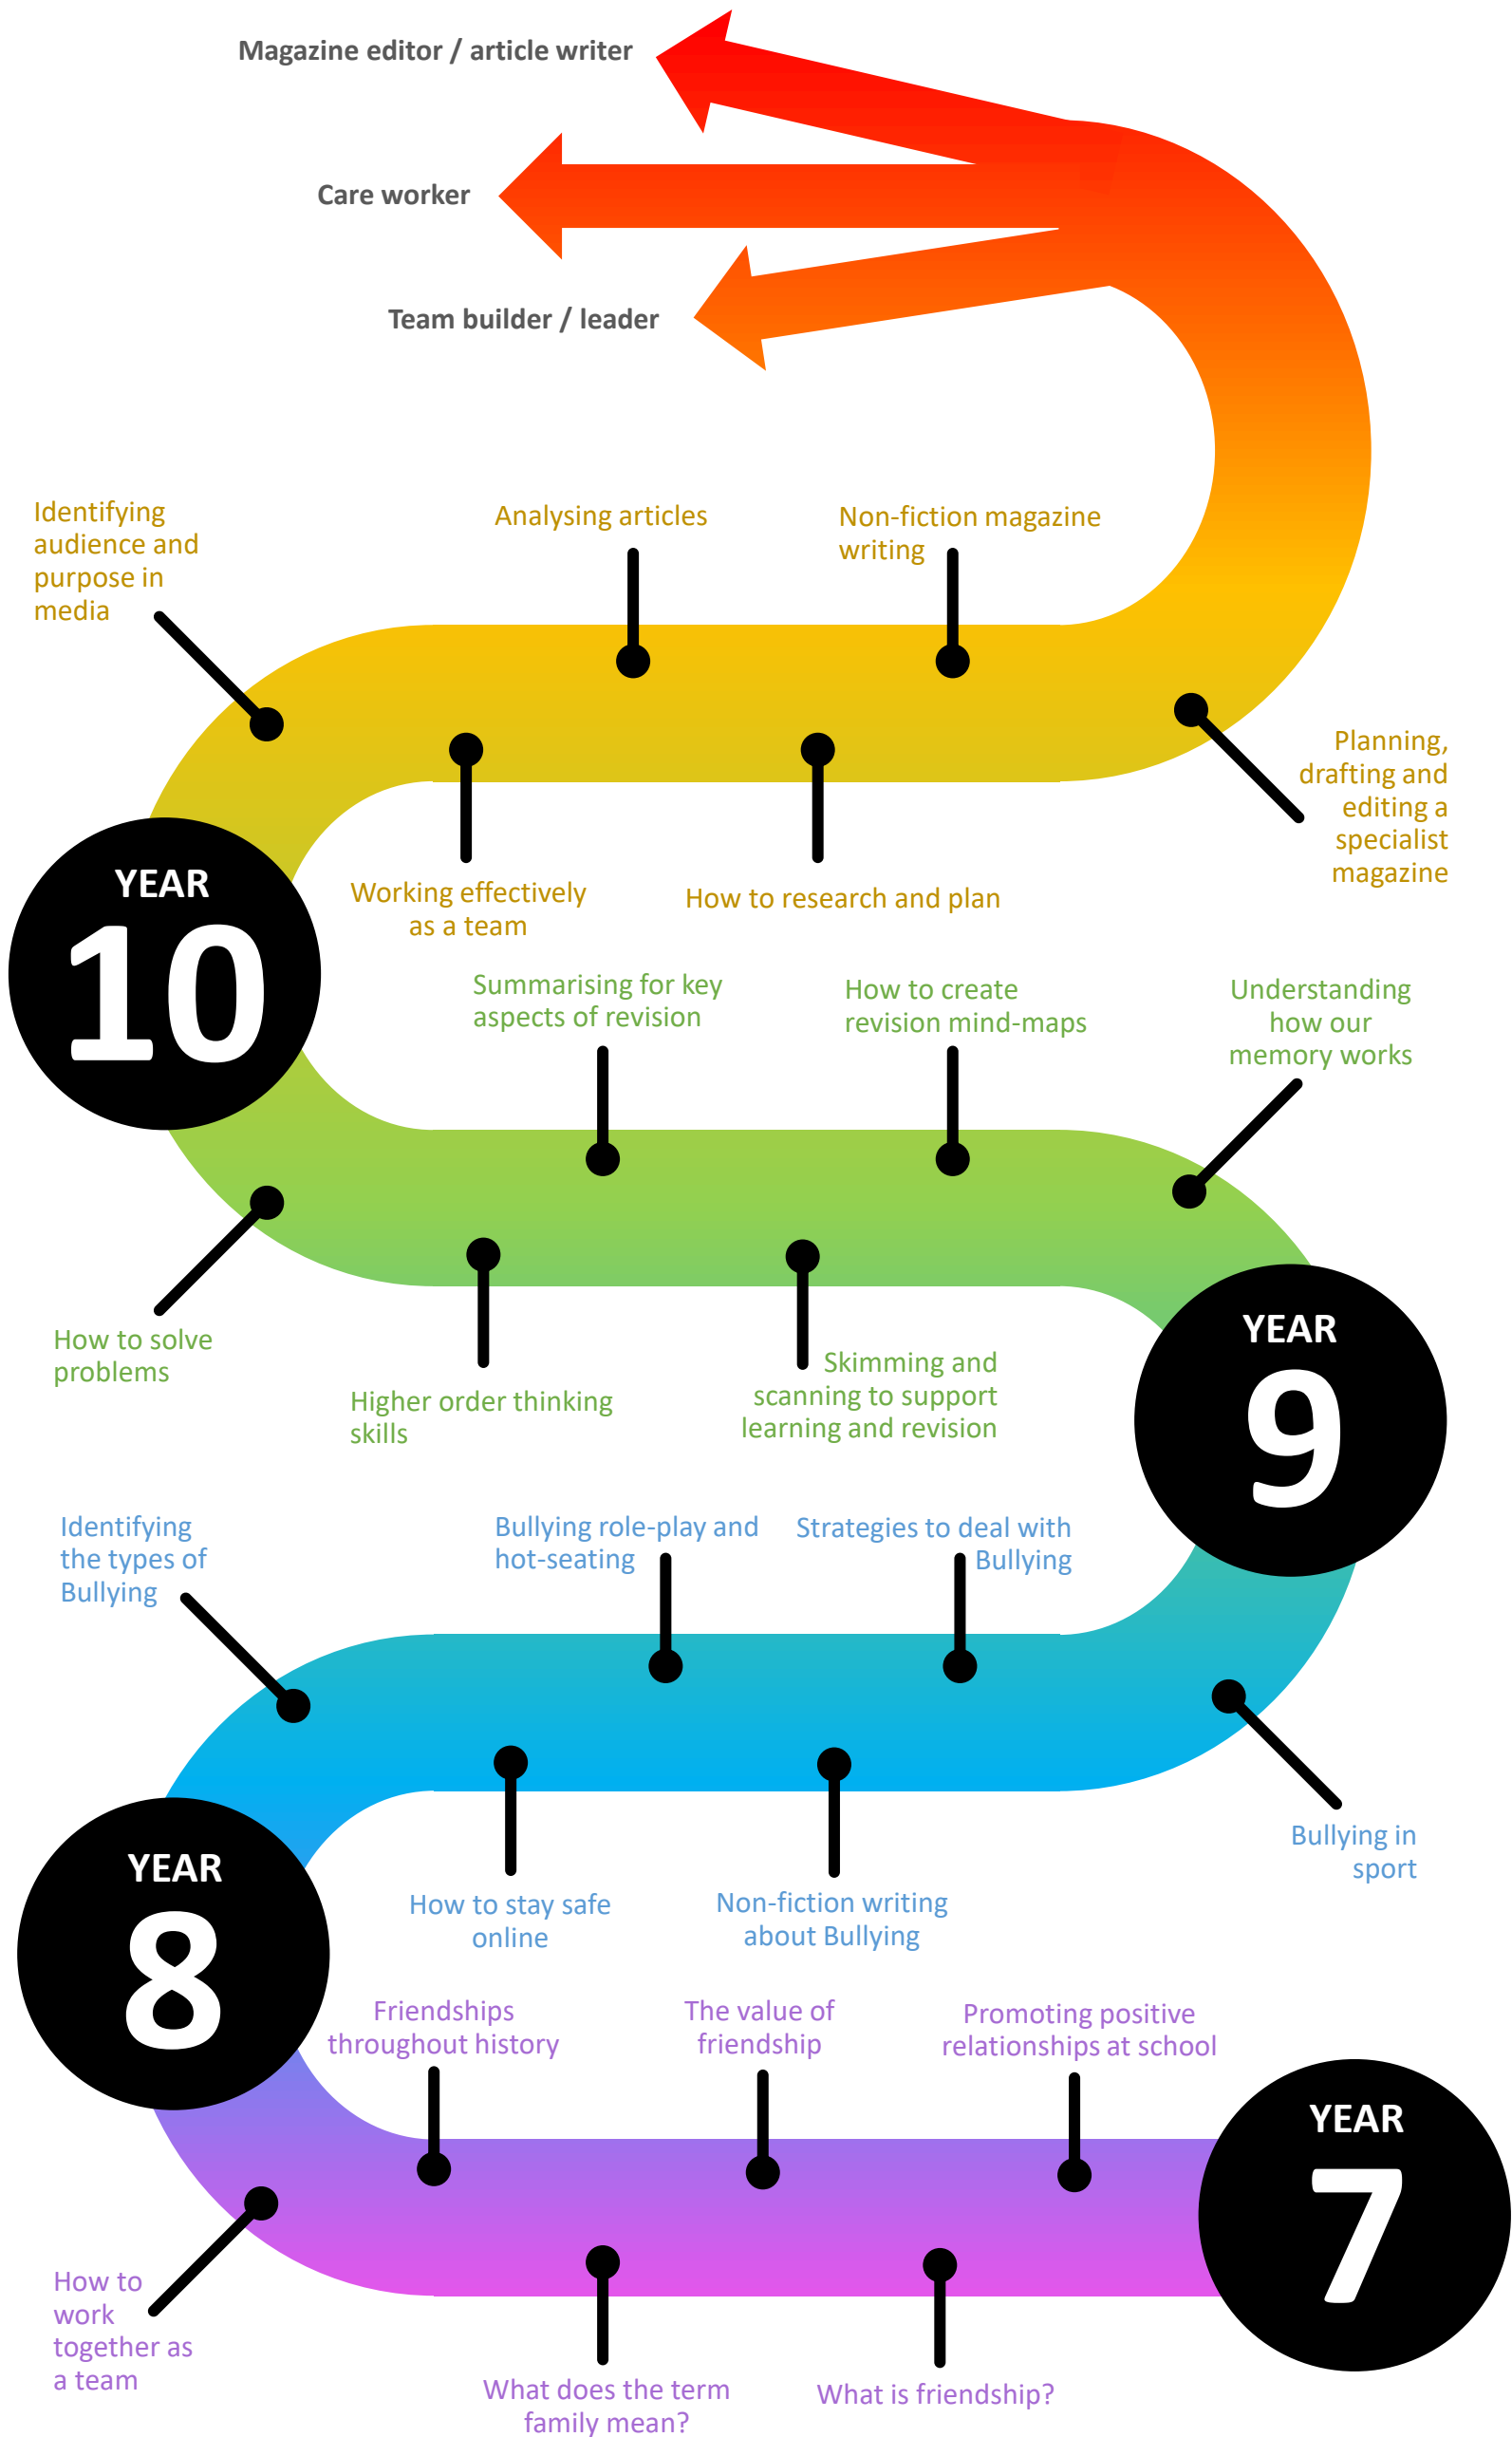 Magazine editor / article writer
Care worker
Team builder / leader
Identifying
audience and
purpose in
media
Analysing articles
Non-fiction magazine
writing
Planning,
drafting and
editing a
specialist
magazine
YEAR
10
Working effectively
as a team
How to research and plan
Summarising for key
aspects of revision
How to create
revision mind-maps
Understanding
how our
memory works
How to solve
problems
Higher order thinking
skills
Skimming and
scanning to support
learning and revision
YEAR
9
Identifying
the types of
Bullying
Bullying role-play and
hot-seating
Strategies to deal with
Bullying
Bullying in
sport
YEAR
8
How to stay safe
online
Non-fiction writing
about Bullying
Friendships
throughout history
The value of
friendship
Promoting positive
relationships at school
YEAR
7
How to
work
together as
a team
What does the term
family mean?
What is friendship?